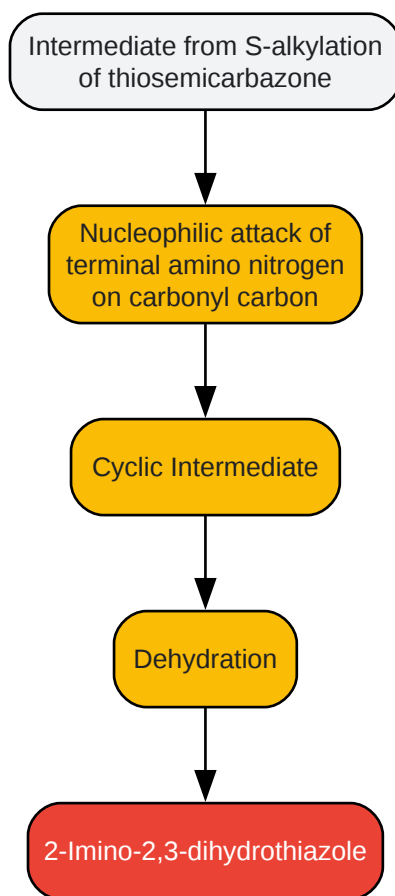 Intermediate from S-alkylation
of thiosemicarbazone
Nucleophilic attack of
terminal amino nitrogen
on carbonyl carbon
Cyclic Intermediate
Dehydration
2-Imino-2,3-dihydrothiazole